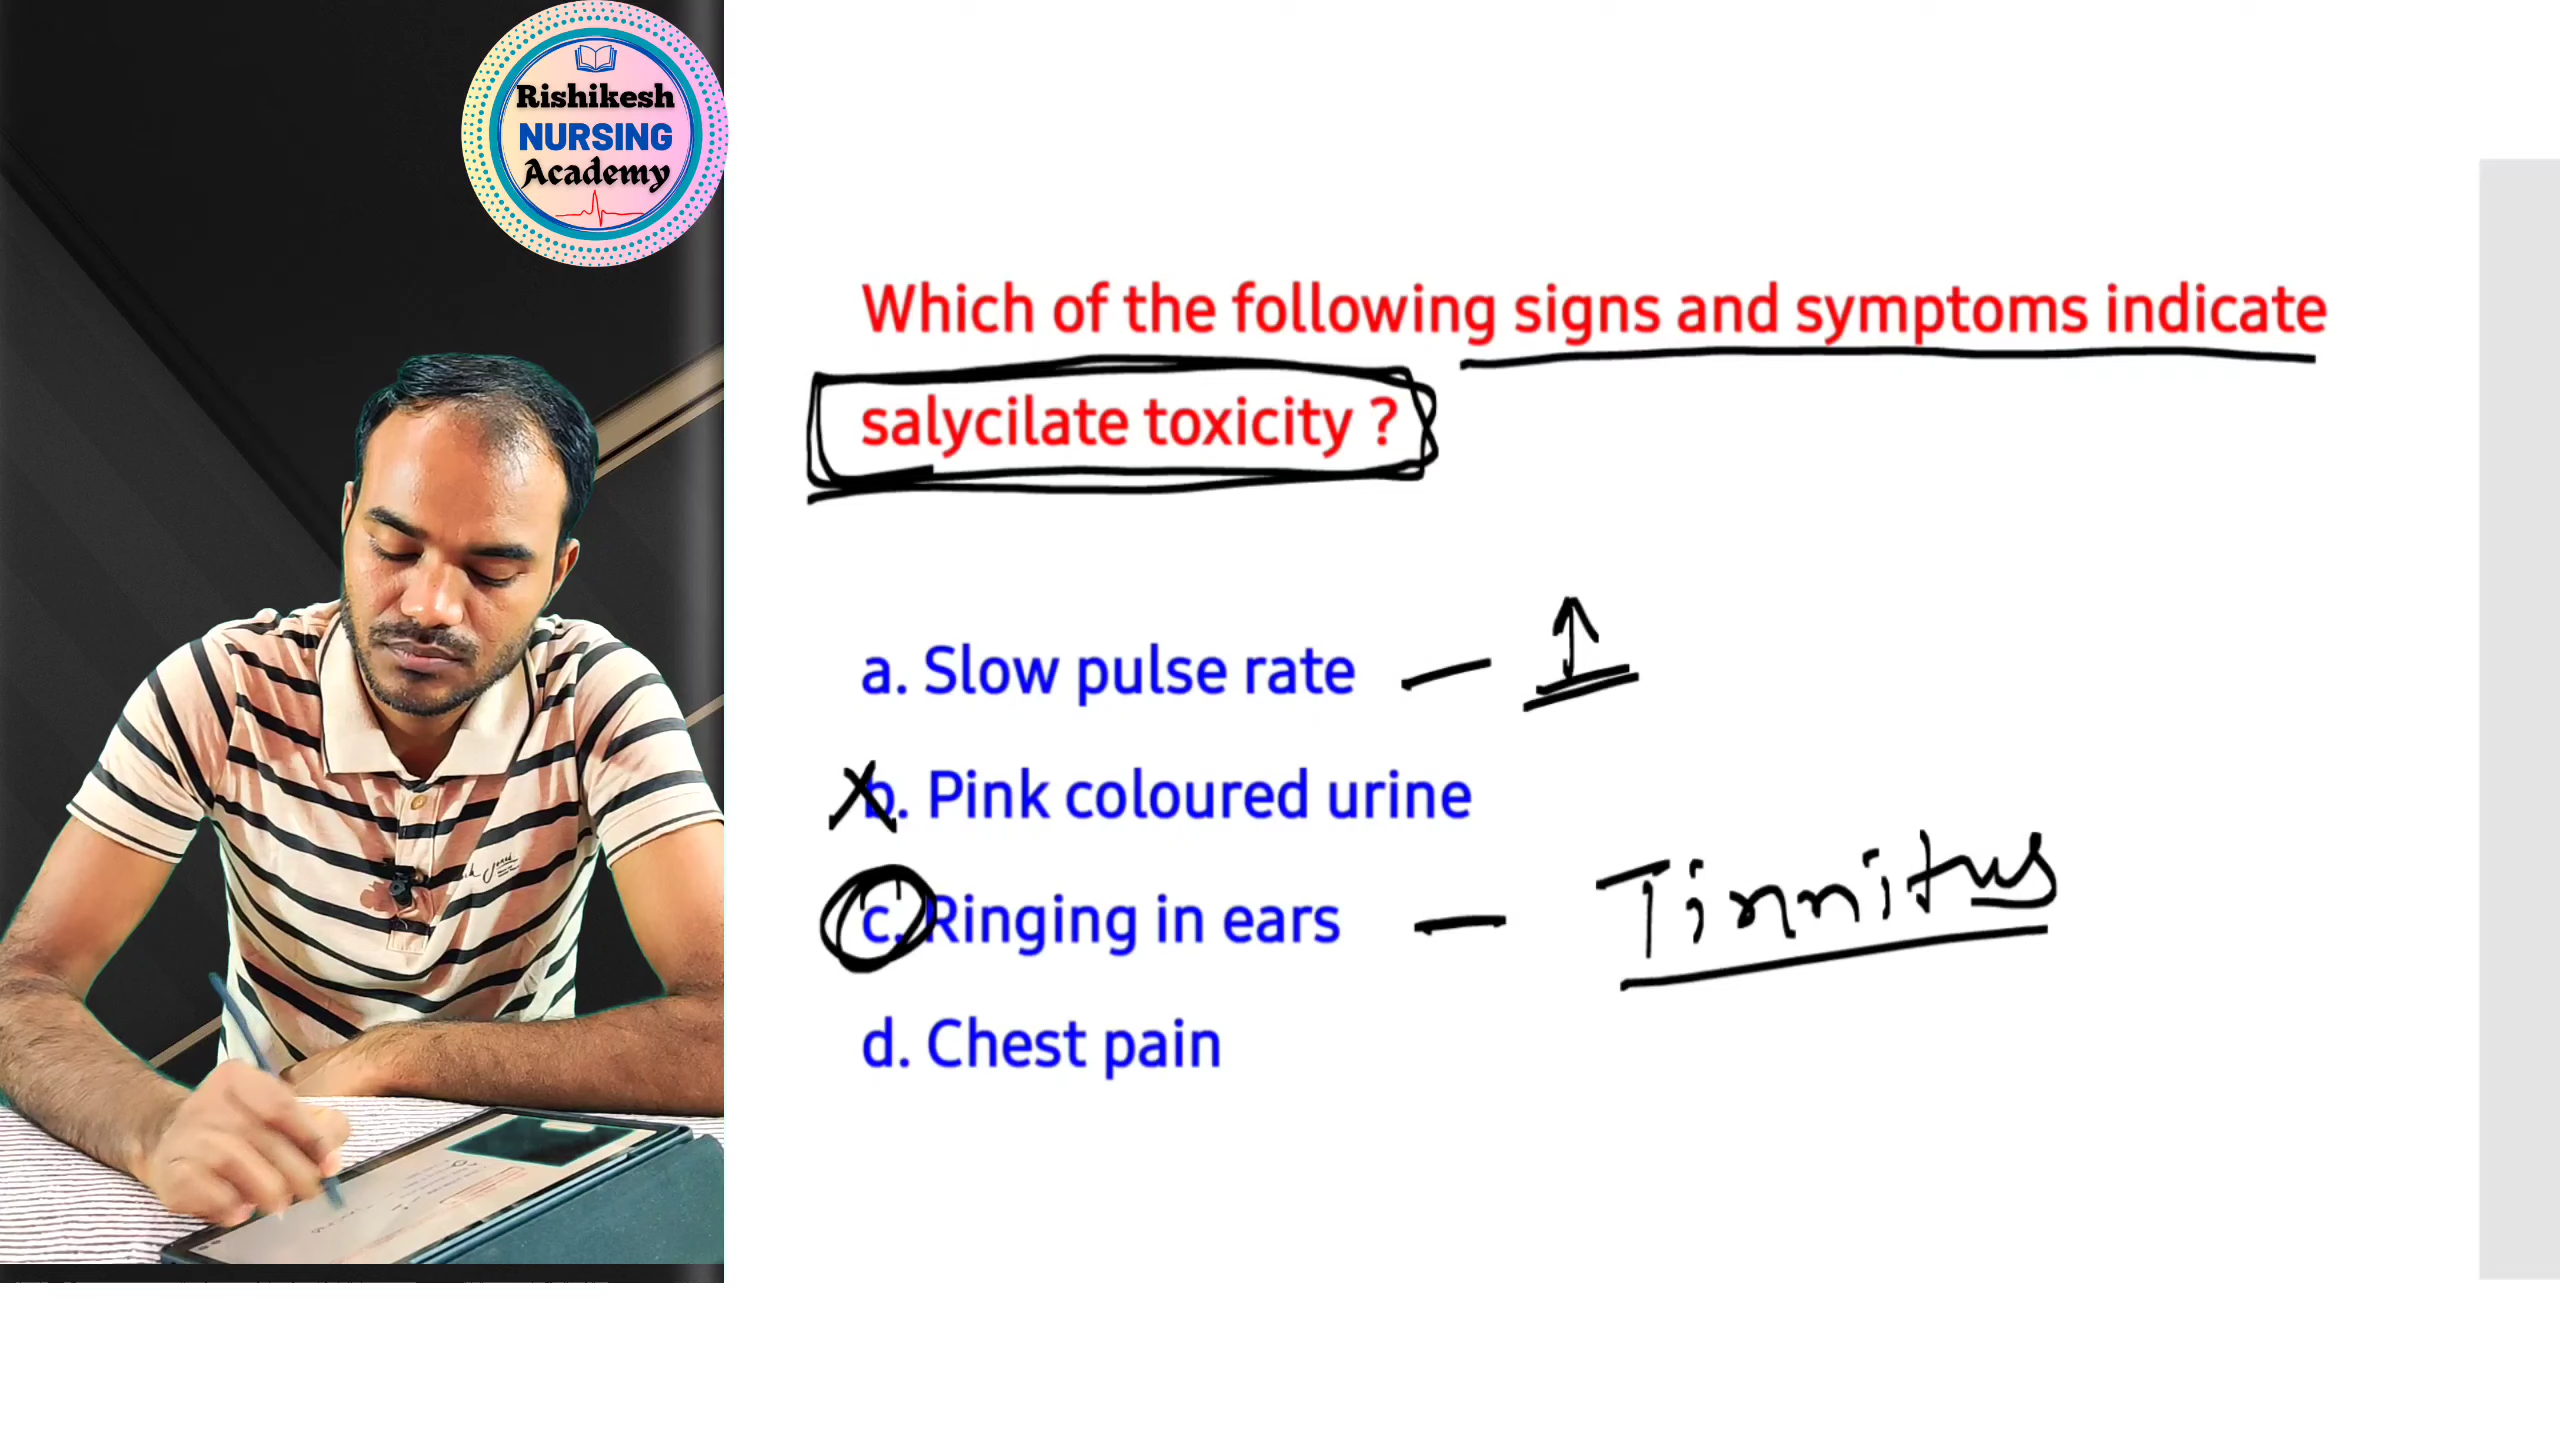 Rishikesh
NURSING
Academy
Which of the following signs and symptoms indicate
salycilate toxicity ?
a. Slow pulse rate — ↑
b. Pink coloured urine
c. Ringing in ears — Tinnitus
d. Chest pain